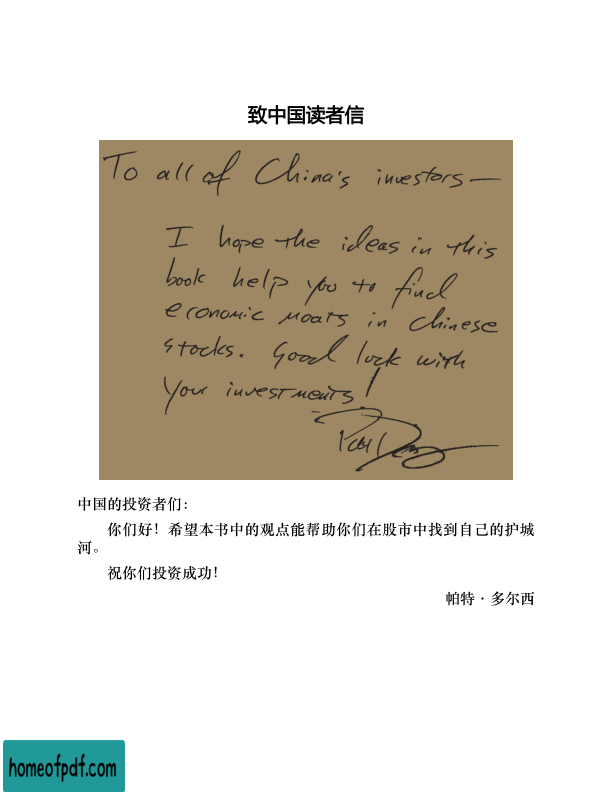 致中国读者信
To all of China's investors—
I hope the ideas in this
book help you to find
economic moats in Chinese
stocks. Good luck with
your investments!
中国的投资者们：
你们好！希望本书中的观点能帮助你们在股市中找到自己的护城
河。
祝你们投资成功！
帕特·多尔西
homeofpdf.com